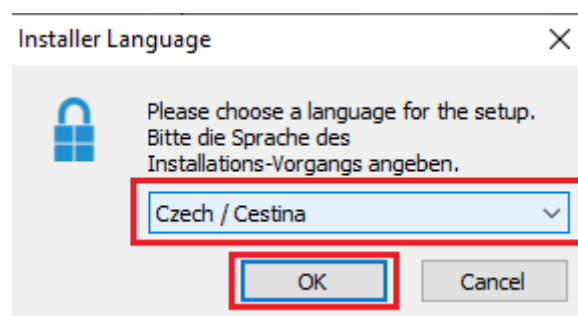 Installer Language
Please choose a language for the setup.
Bitte die Sprache des
Installations-Vorgangs angeben.
Czech / Cestina
OK
Cancel